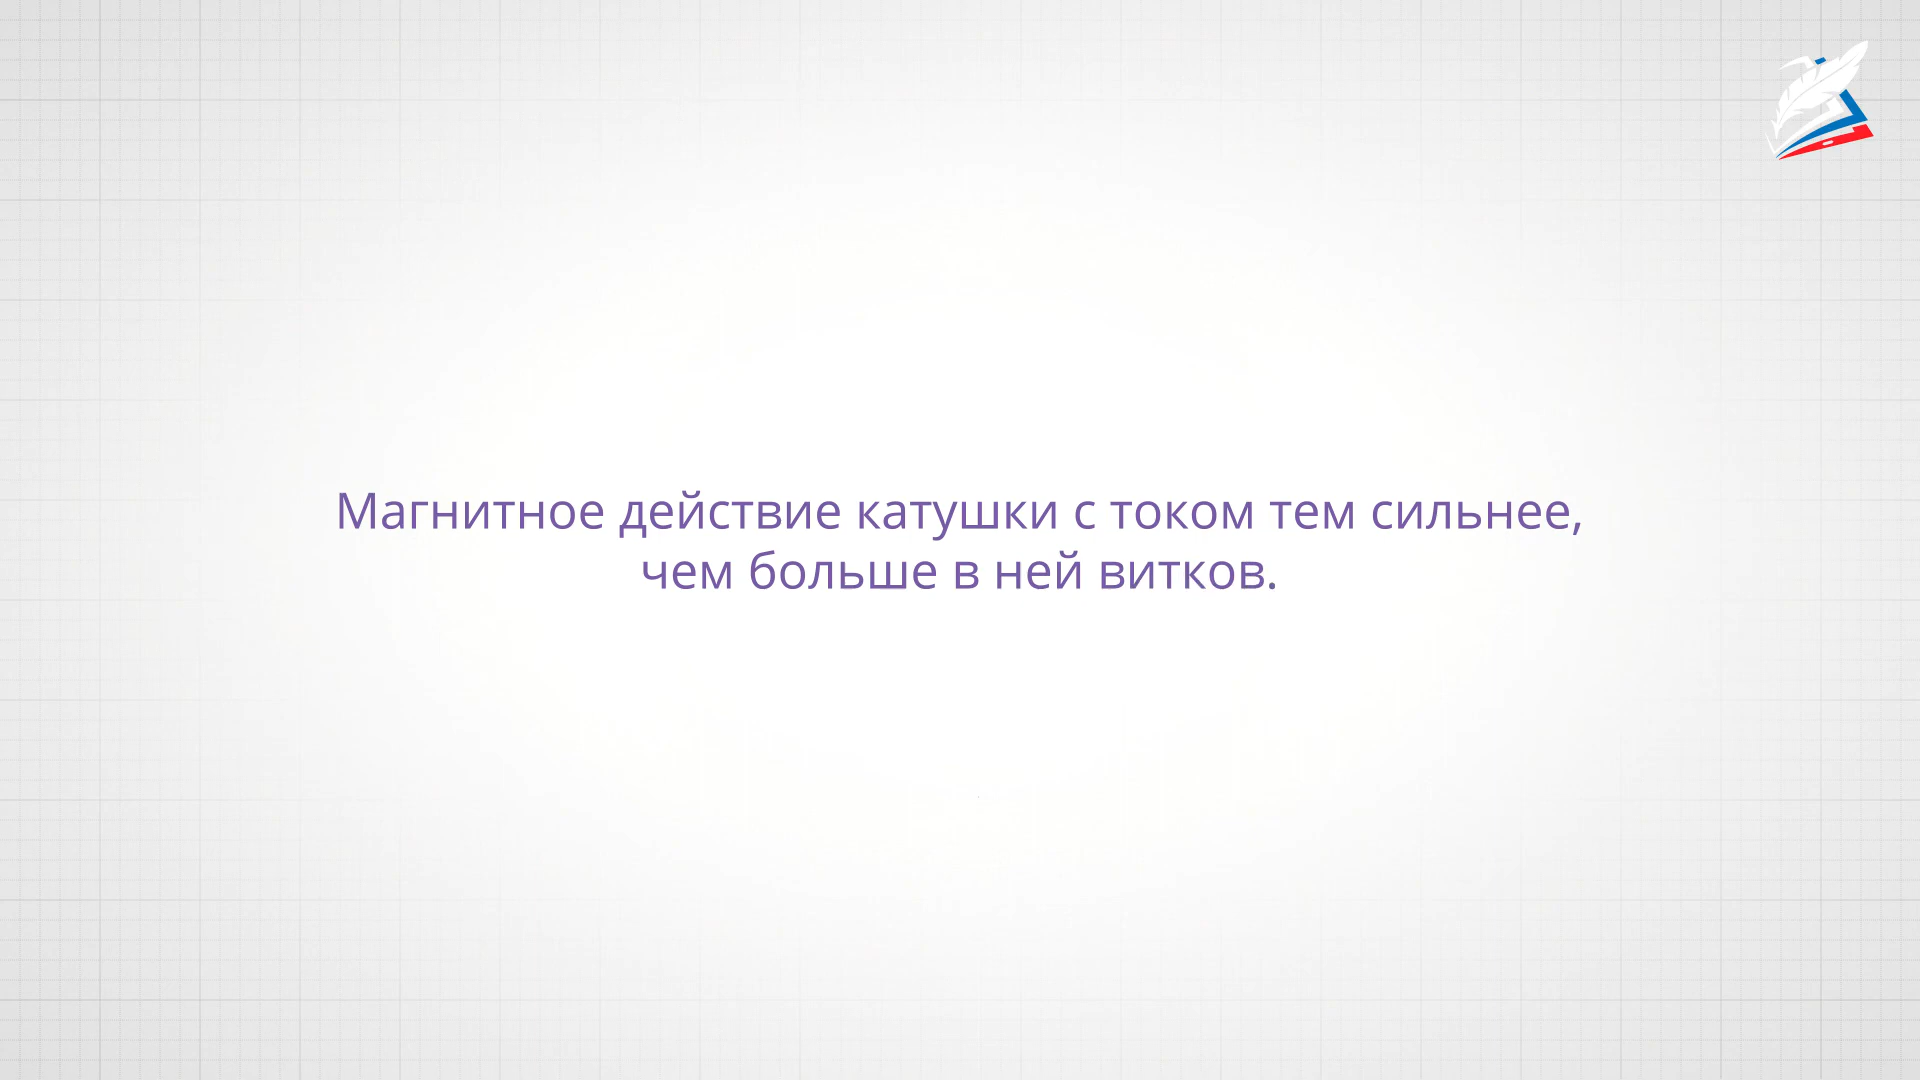 Магнитное действие катушки с током тем сильнее,
чем больше в ней витков.